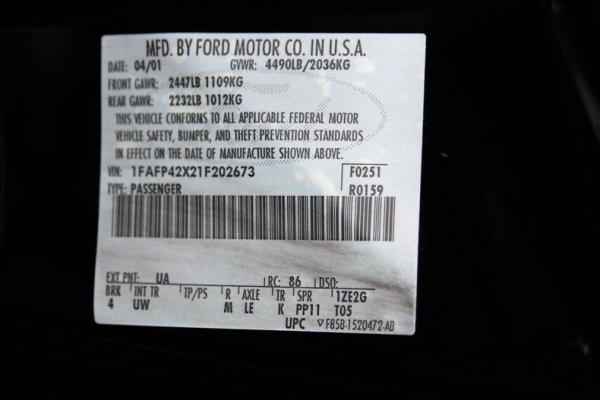 MFD. BY FORD MOTOR CO. IN U.S.A.
DATE: 04/01 GVWR: 4490LB/2036KG
FRONT GAWR: 2447LB 1109KG
REAR GAWR: 2232LB 1012KG
THIS VEHICLE CONFORMS TO ALL APPLICABLE FEDERAL MOTOR
VEHICLE SAFETY, BUMPER, AND THEFT PREVENTION STANDARDS
IN EFFECT ON THE DATE OF MANUFACTURE SHOWN ABOVE.
VIN: 1FAFP42X21F202673 F0251
TYPE: PASSENGER R0159
EXT PNT: UA RC: 86 DSO:
BRK INT TR TP/PS R AXLE TR SPR 1ZE2G
4 UW M LE K PP11 T05
UPC ▽F85B-1520472-AB